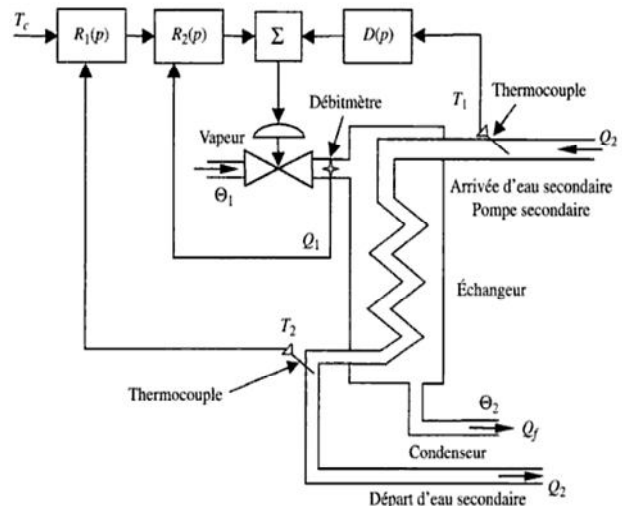 T_c
R_1(p)
R_2(p)
Σ
D(p)
Débitmètre
T_1
Thermocouple
Vapeur
Q_2
Θ_1
Arrivée d'eau secondaire
Pompe secondaire
Q_1
Échangeur
T_2
Thermocouple
Θ_2
Q_f
Condenseur
Q_2
Départ d'eau secondaire